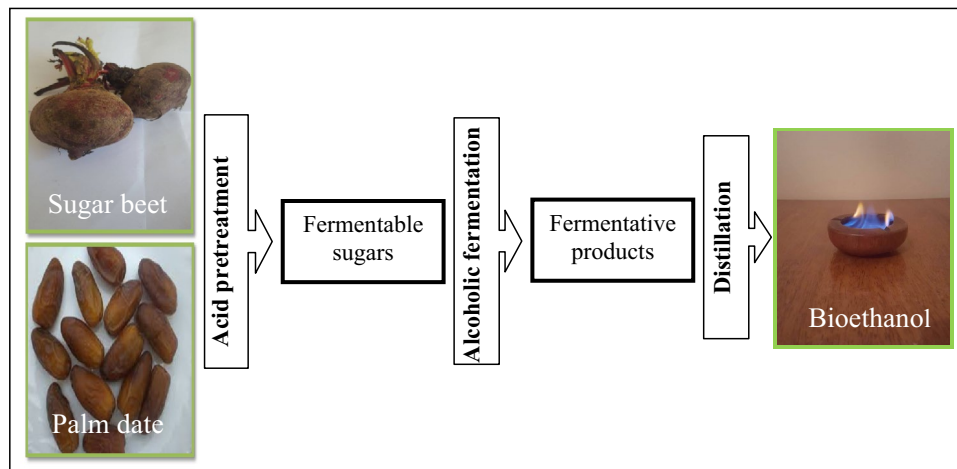 Sugar beet
Palm date
Acid pretreatment
Fermentable
sugars
Alcoholic fermentation
Fermentative
products
Distillation
Bioethanol